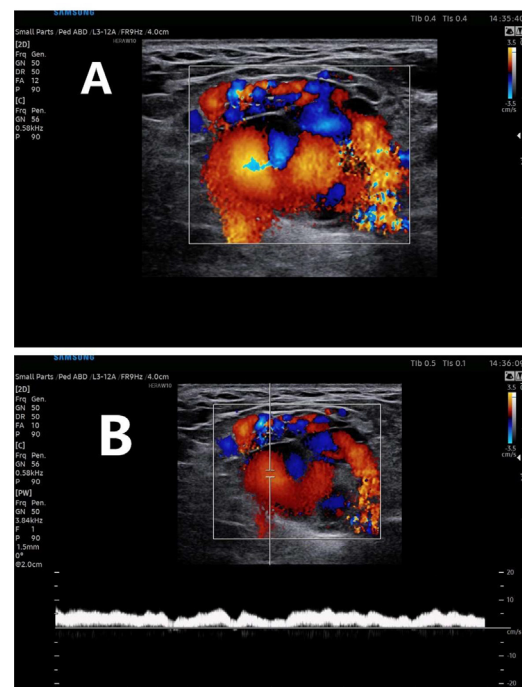 SAMSUNG
TIb 0.4 TIs 0.4 14:35:40
Small Parts /Ped ABD /L3-12A /FR9Hz /4.0cm
[2D]
HERA W10
Frq Gen.
GN 50
DR 50
FA 12
P 90
[C]
Frq Pen.
GN 56
0.58kHz
P 90
A
3.5
-3.5
cm/s
SAMSUNG
TIb 0.5 TIs 0.1 14:36:09
Small Parts /Ped ABD /L3-12A /FR9Hz /4.0cm
[2D]
HERA W10
Frq Gen.
GN 50
DR 50
FA 10
P 90
[C]
Frq Pen.
GN 56
0.58kHz
P 90
[PW]
Frq Pen.
GN 50
3.84kHz
F 1
P 90
1.5mm
0°
@2.0cm
B
3.5
-3.5
cm/s
20
10
cm/s
-10
-20